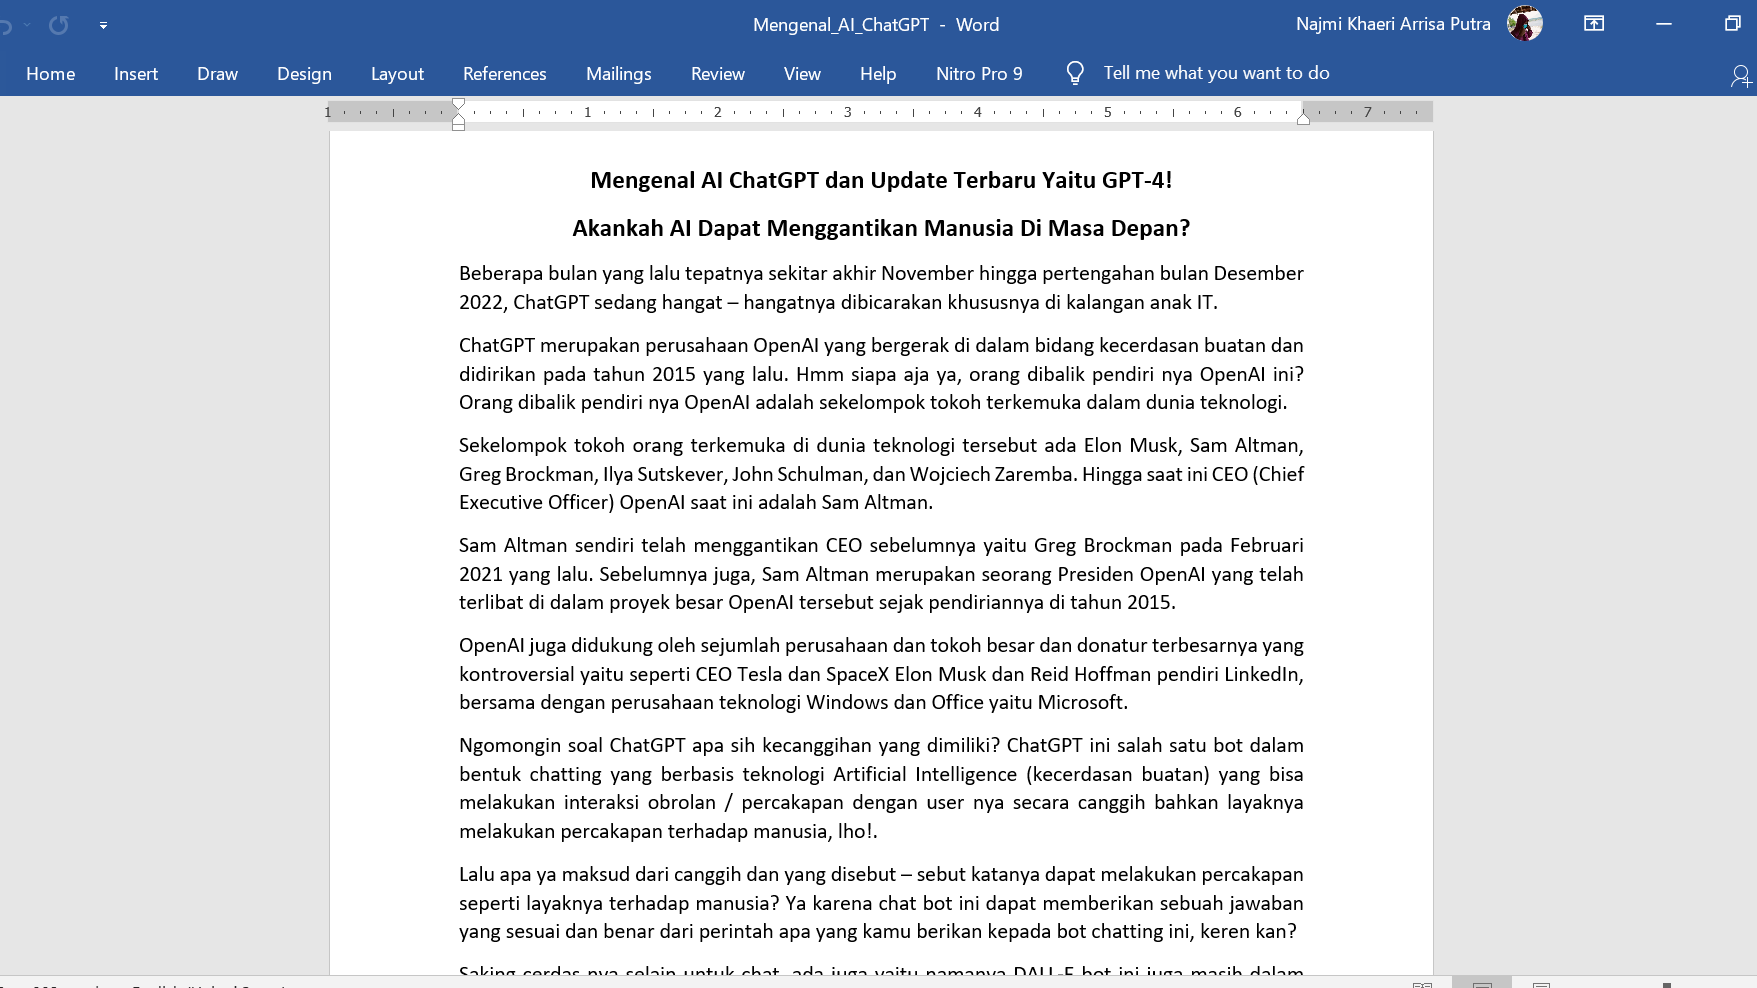 Mengenal_AI_ChatGPT - Word
Najmi Khaeri Arrisa Putra
Home Insert Draw Design Layout References Mailings Review View Help Nitro Pro 9 Tell me what you want to do
1 1 2 3 4 5 6 7
Mengenal AI ChatGPT dan Update Terbaru Yaitu GPT-4!
Akankah AI Dapat Menggantikan Manusia Di Masa Depan?
Beberapa bulan yang lalu tepatnya sekitar akhir November hingga pertengahan bulan Desember
2022, ChatGPT sedang hangat – hangatnya dibicarakan khususnya di kalangan anak IT.
ChatGPT merupakan perusahaan OpenAI yang bergerak di dalam bidang kecerdasan buatan dan
didirikan pada tahun 2015 yang lalu. Hmm siapa aja ya, orang dibalik pendiri nya OpenAI ini?
Orang dibalik pendiri nya OpenAI adalah sekelompok tokoh terkemuka dalam dunia teknologi.
Sekelompok tokoh orang terkemuka di dunia teknologi tersebut ada Elon Musk, Sam Altman,
Greg Brockman, Ilya Sutskever, John Schulman, dan Wojciech Zaremba. Hingga saat ini CEO (Chief
Executive Officer) OpenAI saat ini adalah Sam Altman.
Sam Altman sendiri telah menggantikan CEO sebelumnya yaitu Greg Brockman pada Februari
2021 yang lalu. Sebelumnya juga, Sam Altman merupakan seorang Presiden OpenAI yang telah
terlibat di dalam proyek besar OpenAI tersebut sejak pendiriannya di tahun 2015.
OpenAI juga didukung oleh sejumlah perusahaan dan tokoh besar dan donatur terbesarnya yang
kontroversial yaitu seperti CEO Tesla dan SpaceX Elon Musk dan Reid Hoffman pendiri LinkedIn,
bersama dengan perusahaan teknologi Windows dan Office yaitu Microsoft.
Ngomongin soal ChatGPT apa sih kecanggihan yang dimiliki? ChatGPT ini salah satu bot dalam
bentuk chatting yang berbasis teknologi Artificial Intelligence (kecerdasan buatan) yang bisa
melakukan interaksi obrolan / percakapan dengan user nya secara canggih bahkan layaknya
melakukan percakapan terhadap manusia, lho!.
Lalu apa ya maksud dari canggih dan yang disebut – sebut katanya dapat melakukan percakapan
seperti layaknya terhadap manusia? Ya karena chat bot ini dapat memberikan sebuah jawaban
yang sesuai dan benar dari perintah apa yang kamu berikan kepada bot chatting ini, keren kan?
Saking cerdas nya selain untuk chat, ada juga yaitu namanya DALL-E bot ini juga masih dalam